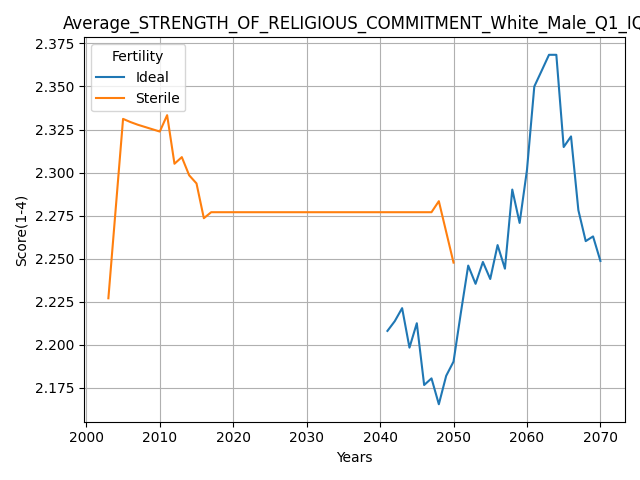 Average_STRENGTH_OF_RELIGIOUS_COMMITMENT_White_Male_Q1_IQ
Fertility
Ideal
Sterile
Score(1-4)
2.375
2.350
2.325
2.300
2.275
2.250
2.225
2.200
2.175
2000
2010
2020
2030
2040
2050
2060
2070
Years